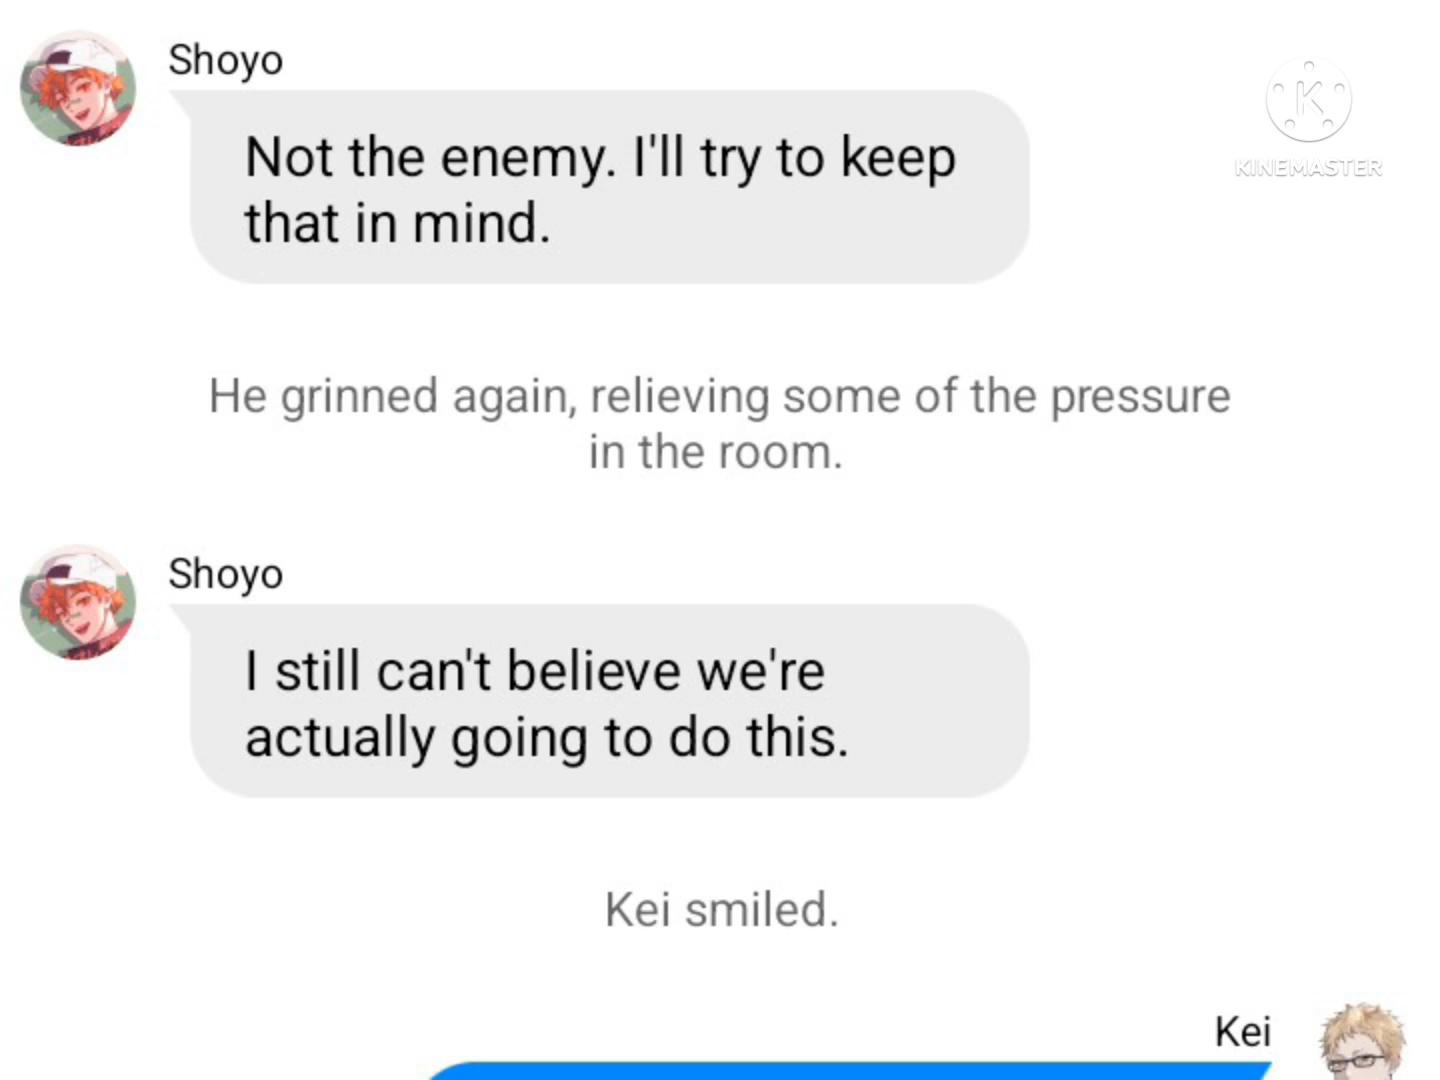 Shoyo
K
KINEMASTER
Not the enemy. I'll try to keep
that in mind.
He grinned again, relieving some of the pressure
in the room.
Shoyo
I still can't believe we're
actually going to do this.
Kei smiled.
Kei